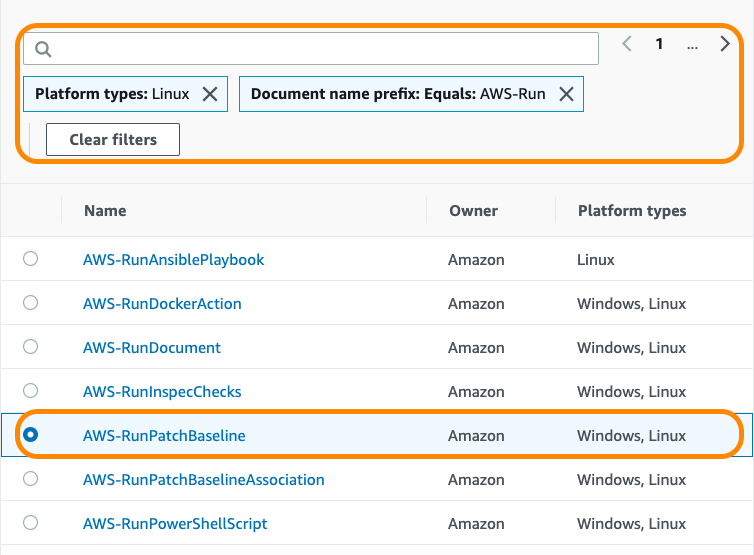 1 ...
Platform types: Linux Document name prefix: Equals: AWS-Run
Clear filters
Name Owner Platform types
AWS-RunAnsiblePlaybook Amazon Linux
AWS-RunDockerAction Amazon Windows, Linux
AWS-RunDocument Amazon Windows, Linux
AWS-RunInspecChecks Amazon Windows, Linux
AWS-RunPatchBaseline Amazon Windows, Linux
AWS-RunPatchBaselineAssociation Amazon Windows, Linux
AWS-RunPowerShellScript Amazon Windows, Linux